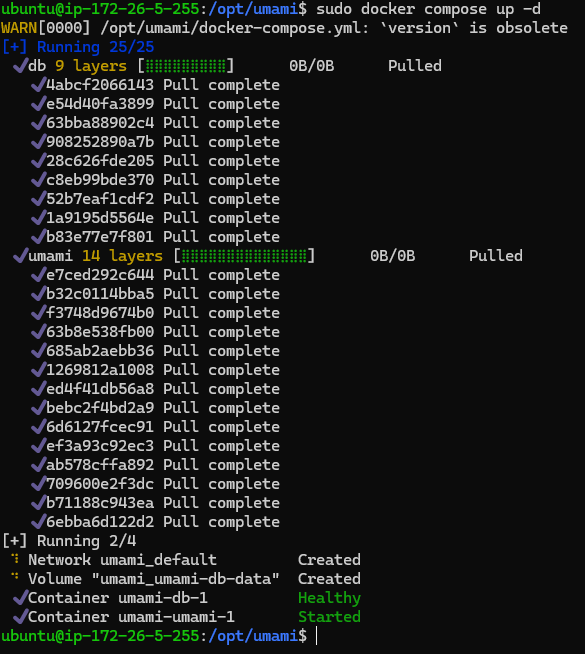 ubuntu@ip-172-26-5-255:/opt/umami$ sudo docker compose up -d
WARN[0000] /opt/umami/docker-compose.yml: `version` is obsolete
[+] Running 25/25
✔db 9 layers [⣿⣿⣿⣿⣿⣿⣿⣿⣿] 0B/0B Pulled
✔4abcf2066143 Pull complete
✔e54d40fa3899 Pull complete
✔63bba88902c4 Pull complete
✔908252890a7b Pull complete
✔28c626fde205 Pull complete
✔c8eb99bde370 Pull complete
✔52b7eaf1cdf2 Pull complete
✔1a9195d5564e Pull complete
✔b83e77e7f801 Pull complete
✔umami 14 layers [⣿⣿⣿⣿⣿⣿⣿⣿⣿⣿⣿⣿⣿⣿] 0B/0B Pulled
✔e7ced292c644 Pull complete
✔b32c0114bba5 Pull complete
✔f3748d9674b0 Pull complete
✔63b8e538fb00 Pull complete
✔685ab2aebb36 Pull complete
✔1269812a1008 Pull complete
✔ed4f41db56a8 Pull complete
✔bebc2f4bd2a9 Pull complete
✔6d6127fcec91 Pull complete
✔ef3a93c92ec3 Pull complete
✔ab578cffa892 Pull complete
✔709600e2f3dc Pull complete
✔b71188c943ea Pull complete
✔6ebba6d122d2 Pull complete
[+] Running 2/4
⠹ Network umami_default Created
⠹ Volume "umami_umami-db-data" Created
✔Container umami-db-1 Healthy
✔Container umami-umami-1 Started
ubuntu@ip-172-26-5-255:/opt/umami$